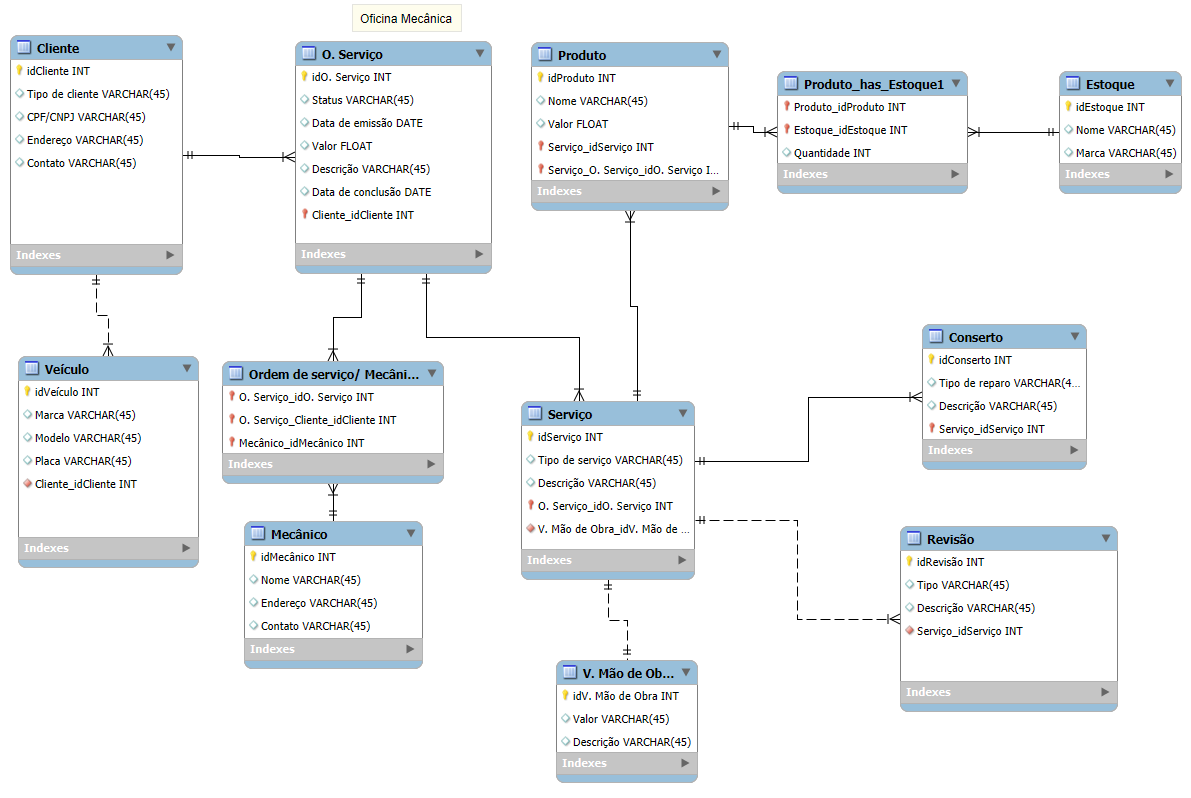 Oficina Mecânica
Cliente
idCliente INT
Tipo de cliente VARCHAR(45)
CPF/CNPJ VARCHAR(45)
Endereço VARCHAR(45)
Contato VARCHAR(45)
Indexes
O. Serviço
idO. Serviço INT
Status VARCHAR(45)
Data de emissão DATE
Valor FLOAT
Descrição VARCHAR(45)
Data de conclusão DATE
Cliente_idCliente INT
Indexes
Produto
idProduto INT
Nome VARCHAR(45)
Valor FLOAT
Serviço_idServiço INT
Serviço_O. Serviço_idO. Serviço I...
Indexes
Produto_has_Estoque1
Produto_idProduto INT
Estoque_idEstoque INT
Quantidade INT
Indexes
Estoque
idEstoque INT
Nome VARCHAR(45)
Marca VARCHAR(45)
Indexes
Veículo
idVeículo INT
Marca VARCHAR(45)
Modelo VARCHAR(45)
Placa VARCHAR(45)
Cliente_idCliente INT
Indexes
Ordem de serviço/ Mecâni...
O. Serviço_idO. Serviço INT
O. Serviço_Cliente_idCliente INT
Mecânico_idMecânico INT
Indexes
Mecânico
idMecânico INT
Nome VARCHAR(45)
Endereço VARCHAR(45)
Contato VARCHAR(45)
Indexes
Serviço
idServiço INT
Tipo de serviço VARCHAR(45)
Descrição VARCHAR(45)
O. Serviço_idO. Serviço INT
V. Mão de Obra_idV. Mão de ...
Indexes
Conserto
idConserto INT
Tipo de reparo VARCHAR(4...
Descrição VARCHAR(45)
Serviço_idServiço INT
Indexes
Revisão
idRevisão INT
Tipo VARCHAR(45)
Descrição VARCHAR(45)
Serviço_idServiço INT
Indexes
V. Mão de Ob...
idV. Mão de Obra INT
Valor VARCHAR(45)
Descrição VARCHAR(45)
Indexes